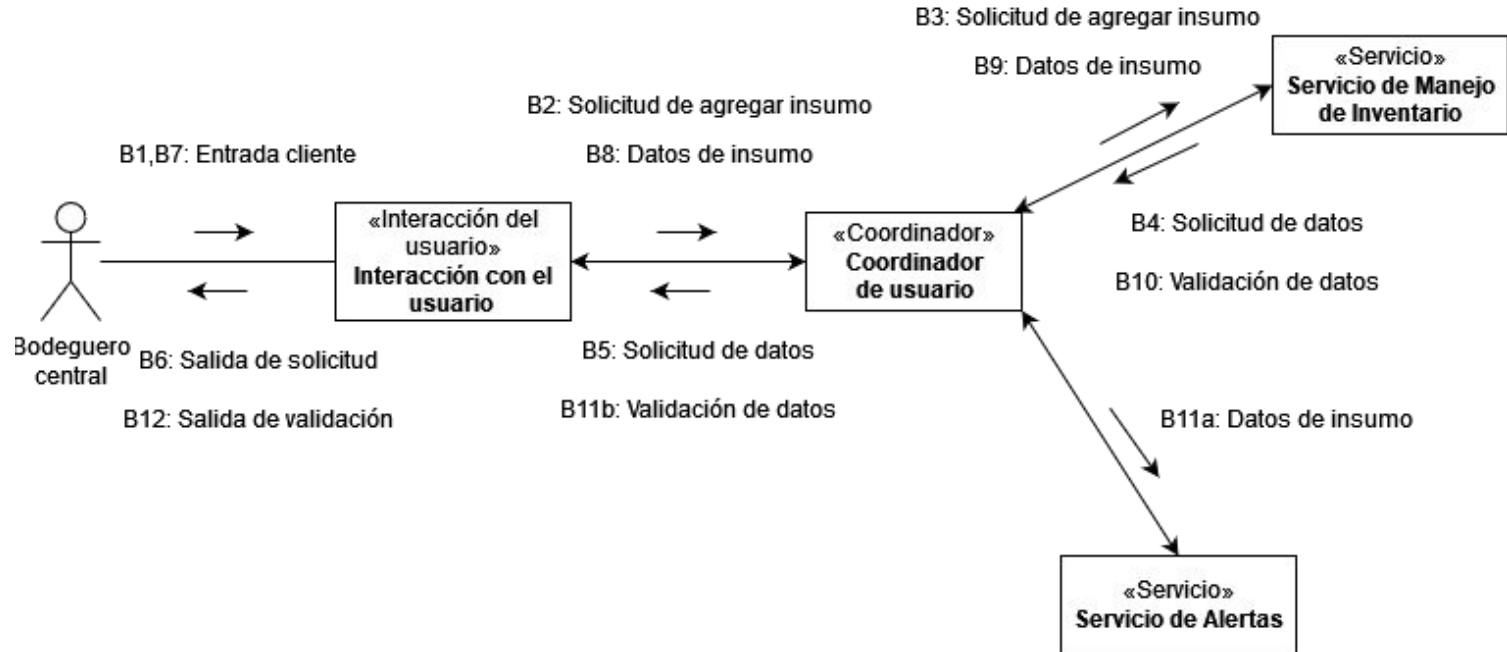 B3: Solicitud de agregar insumo
B9: Datos de insumo
«Servicio»
Servicio de Manejo
de Inventario
B2: Solicitud de agregar insumo
B8: Datos de insumo
B1,B7: Entrada cliente
«Interacción del
usuario»
Interacción con el
usuario
«Coordinador»
Coordinador
de usuario
B4: Solicitud de datos
B10: Validación de datos
Bodeguero
central
B6: Salida de solicitud
B12: Salida de validación
B5: Solicitud de datos
B11b: Validación de datos
B11a: Datos de insumo
«Servicio»
Servicio de Alertas